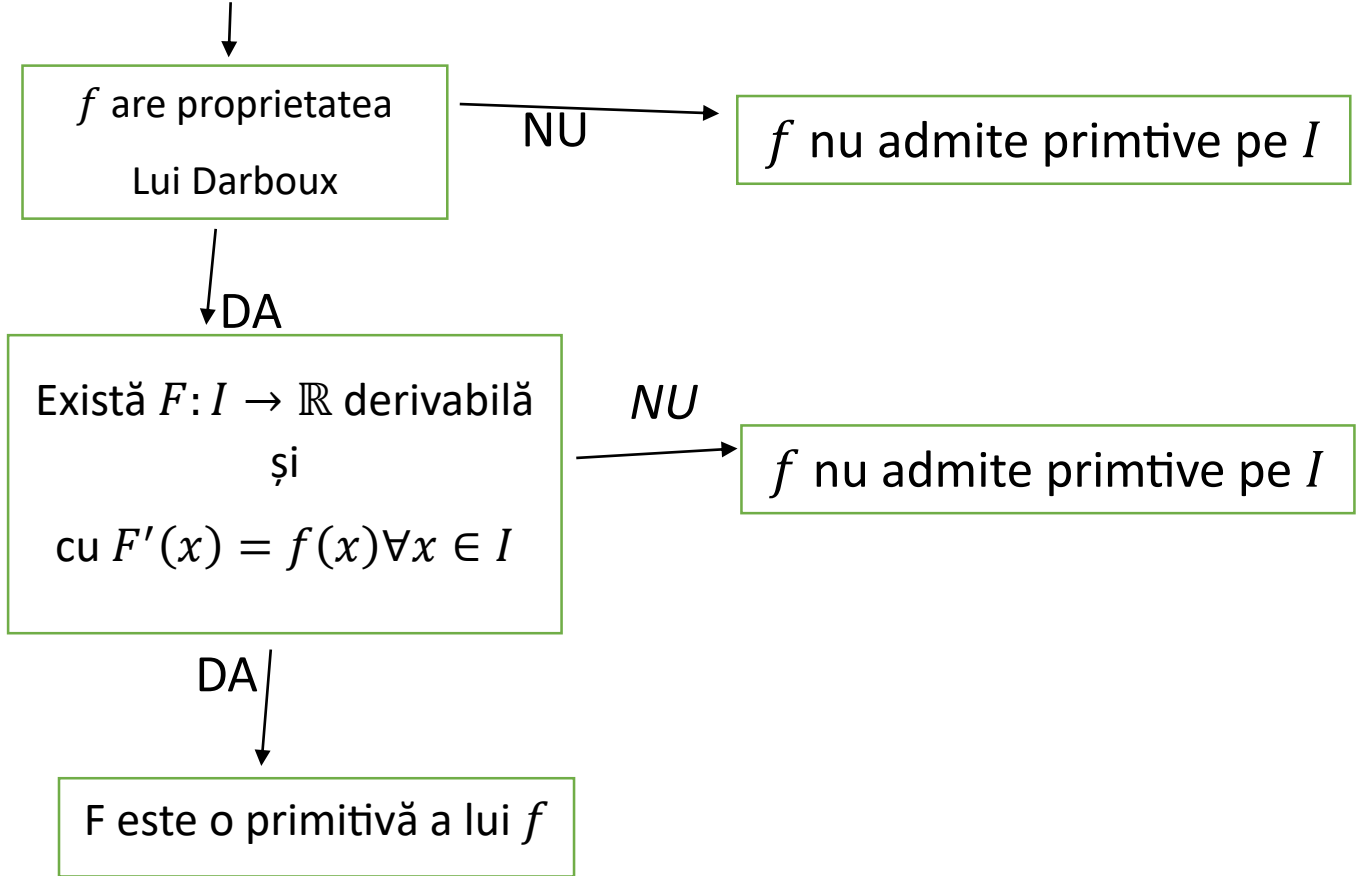 f are proprietatea
Lui Darboux
NU
f nu admite primtive pe I
DA
Există F: I → ℝ derivabilă
și
cu F′(x) = f(x)∀x ∈ I
NU
f nu admite primtive pe I
DA
F este o primitivă a lui f